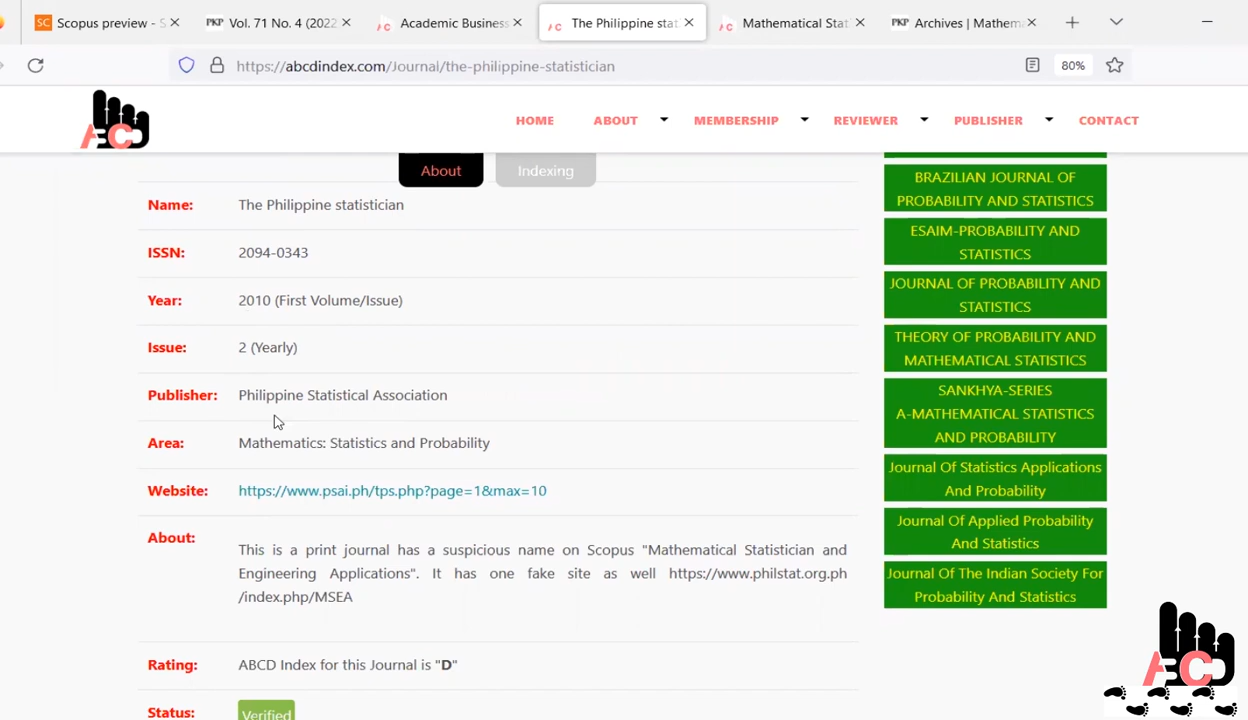 SC Scopus preview - S
PKP Vol. 71 No. 4 (2022
Academic Business
The Philippine stat
Mathematical Stat
PKP Archives | Mathem
https://abcdindex.com/Journal/the-philippine-statistician
80%
ABCD
HOME ABOUT MEMBERSHIP REVIEWER PUBLISHER CONTACT
About Indexing
Name: The Philippine statistician
ISSN: 2094-0343
Year: 2010 (First Volume/Issue)
Issue: 2 (Yearly)
Publisher: Philippine Statistical Association
Area: Mathematics: Statistics and Probability
Website: https://www.psai.ph/tps.php?page=1&max=10
About:
This is a print journal has a suspicious name on Scopus "Mathematical Statistician and
Engineering Applications". It has one fake site as well https://www.philstat.org.ph
/index.php/MSEA
Rating: ABCD Index for this Journal is "D"
Status: Verified
BRAZILIAN JOURNAL OF
PROBABILITY AND STATISTICS
ESAIM-PROBABILITY AND
STATISTICS
JOURNAL OF PROBABILITY AND
STATISTICS
THEORY OF PROBABILITY AND
MATHEMATICAL STATISTICS
SANKHYA-SERIES
A-MATHEMATICAL STATISTICS
AND PROBABILITY
Journal Of Statistics Applications
And Probability
Journal Of Applied Probability
And Statistics
Journal Of The Indian Society For
Probability And Statistics
ABCD